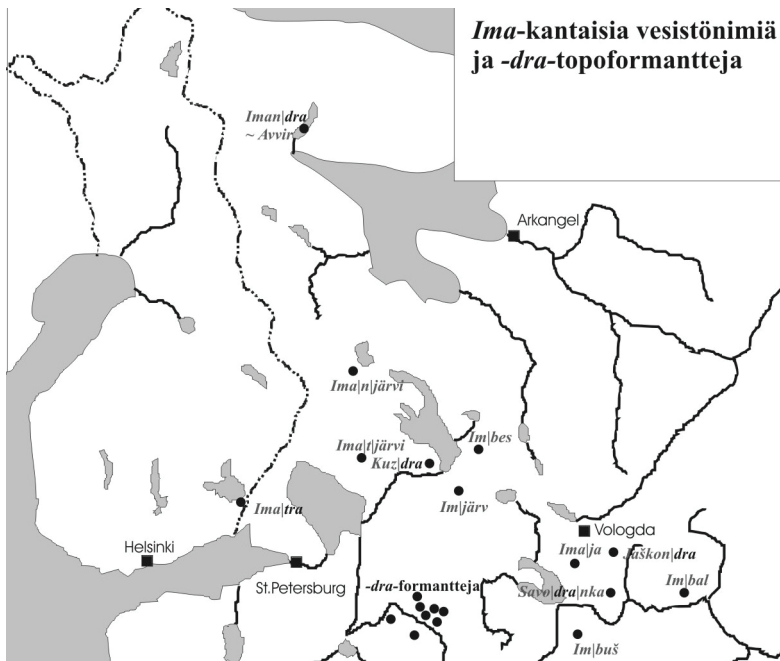 Ima-kantaisia vesistönimiä
ja -dra-topoformantteja
Iman|dra
~ Avvir
Arkangel
Ima|n|järvi
Ima|t|järvi
Kuz|dra
Im|bes
Im|järv
Ima|tra
Helsinki
St.Petersburg
Vologda
Ima|ja
Jaškon|dra
-dra-formantteja
Savo|dra|nka
Im|bal
Im|buš